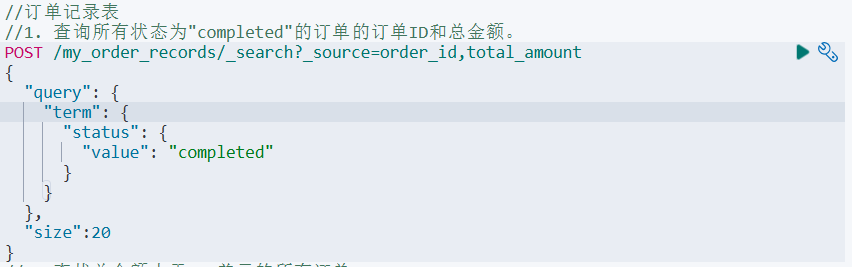 //订单记录表
//1. 查询所有状态为"completed"的订单的订单ID和总金额。
POST /my_order_records/_search?_source=order_id,total_amount
{
  "query": {
    "term": {
      "status": {
        "value": "completed"
      }
    }
  },
  "size":20
}